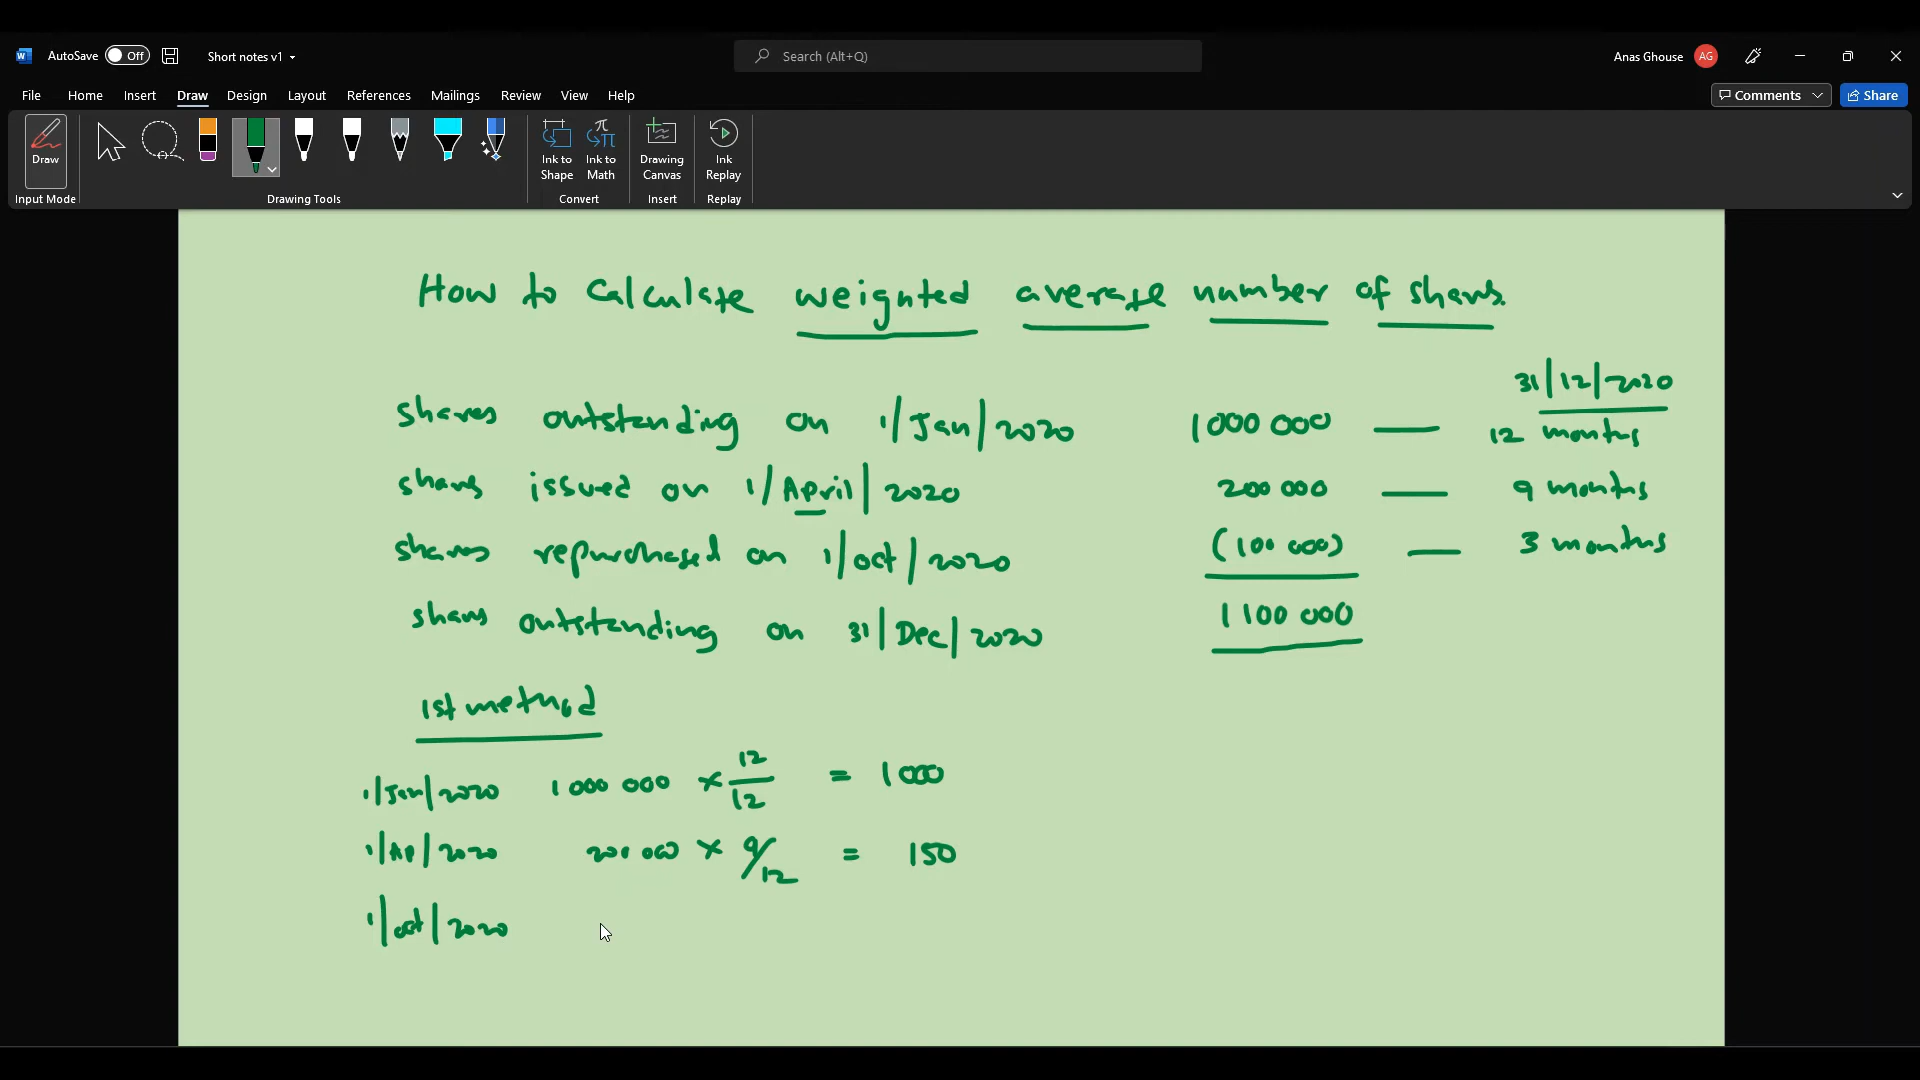 AutoSave Off Short notes v1 Search (Alt+Q) Anas Ghouse AG
File Home Insert Draw Design Layout References Mailings Review View Help Comments Share
Draw Ink to Shape Ink to Math Drawing Canvas Ink Replay
Input Mode Drawing Tools Convert Insert Replay
How to Calculate weighted average number of shares.
31/12/2020
shares outstanding on 1/Jan/2020 1000 000 — 12 months
shares issued on 1/April/2020 200 000 — 9 months
shares repurchased on 1/oct/2020 (100 000) — 3 months
shares outstanding on 31/Dec/2020 1 100 000
1st method
1/Jan/2020 1 000 000 × 12/12 = 1 000
1/Ap/2020 200 000 × 9/12 = 150
1/oct/2020